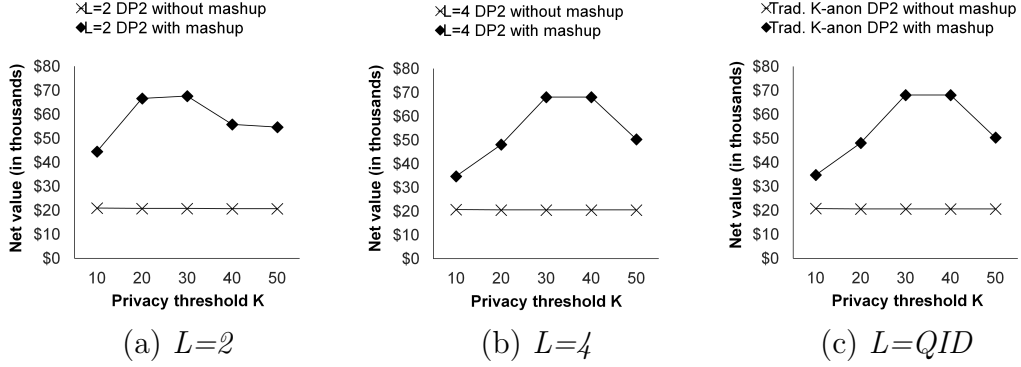 L=2 DP2 without mashup
L=2 DP2 with mashup
Net value (in thousands)
$80
$70
$60
$50
$40
$30
$20
$10
$0
10 20 30 40 50
Privacy threshold K
(a) L=2
L=4 DP2 without mashup
L=4 DP2 with mashup
Net value (in thousands)
$80
$70
$60
$50
$40
$30
$20
$10
$0
10 20 30 40 50
Privacy threshold K
(b) L=4
Trad. K-anon DP2 without mashup
Trad. K-anon DP2 with mashup
Net value (in thousands)
$80
$70
$60
$50
$40
$30
$20
$10
$0
10 20 30 40 50
Privacy threshold K
(c) L=QID